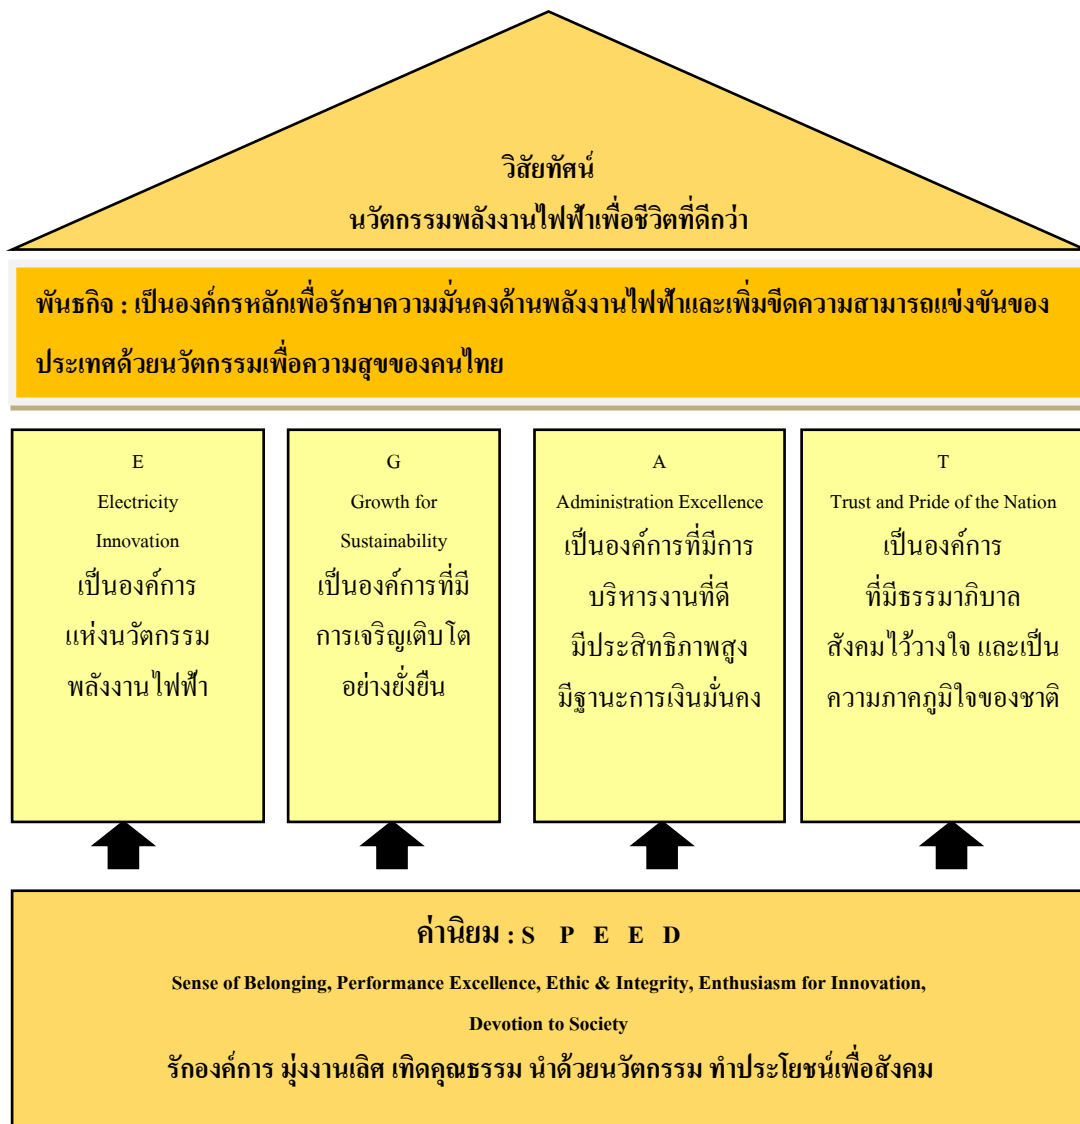 วิสัยทัศน์
นวัตกรรมพลังงานไฟฟ้าเพื่อชีวิตที่ดีกว่า
พันธกิจ : เป็นองค์กรหลักเพื่อรักษาความมั่นคงด้านพลังงานไฟฟ้าและเพิ่มขีดความสามารถแข่งขันของ
ประเทศด้วยนวัตกรรมเพื่อความสุขของคนไทย
E
Electricity
Innovation
เป็นองค์การ
แห่งนวัตกรรม
พลังงานไฟฟ้า
G
Growth for
Sustainability
เป็นองค์การที่มี
การเจริญเติบโต
อย่างยั่งยืน
A
Administration Excellence
เป็นองค์การที่มีการ
บริหารงานที่ดี
มีประสิทธิภาพสูง
มีฐานะการเงินมั่นคง
T
Trust and Pride of the Nation
เป็นองค์การ
ที่มีธรรมาภิบาล
สังคมไว้วางใจ และเป็น
ความภาคภูมิใจของชาติ
ค่านิยม : S P E E D
Sense of Belonging, Performance Excellence, Ethic & Integrity, Enthusiasm for Innovation,
Devotion to Society
รักองค์การ มุ่งงานเลิศ เทิดคุณธรรม นำด้วยนวัตกรรม ทำประโยชน์เพื่อสังคม